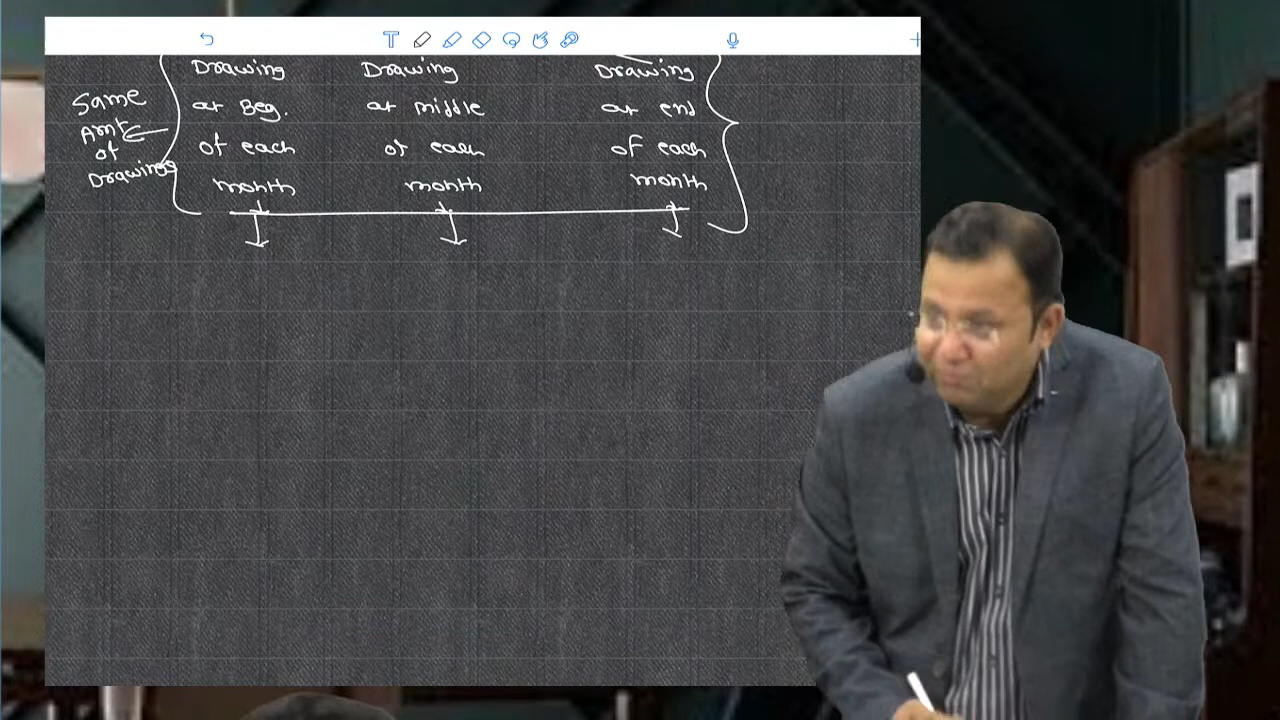 Same
Amt
of
Drawings
Drawing
at Beg.
of each
month
Drawing
at middle
of each
month
Drawing
at end
of each
month